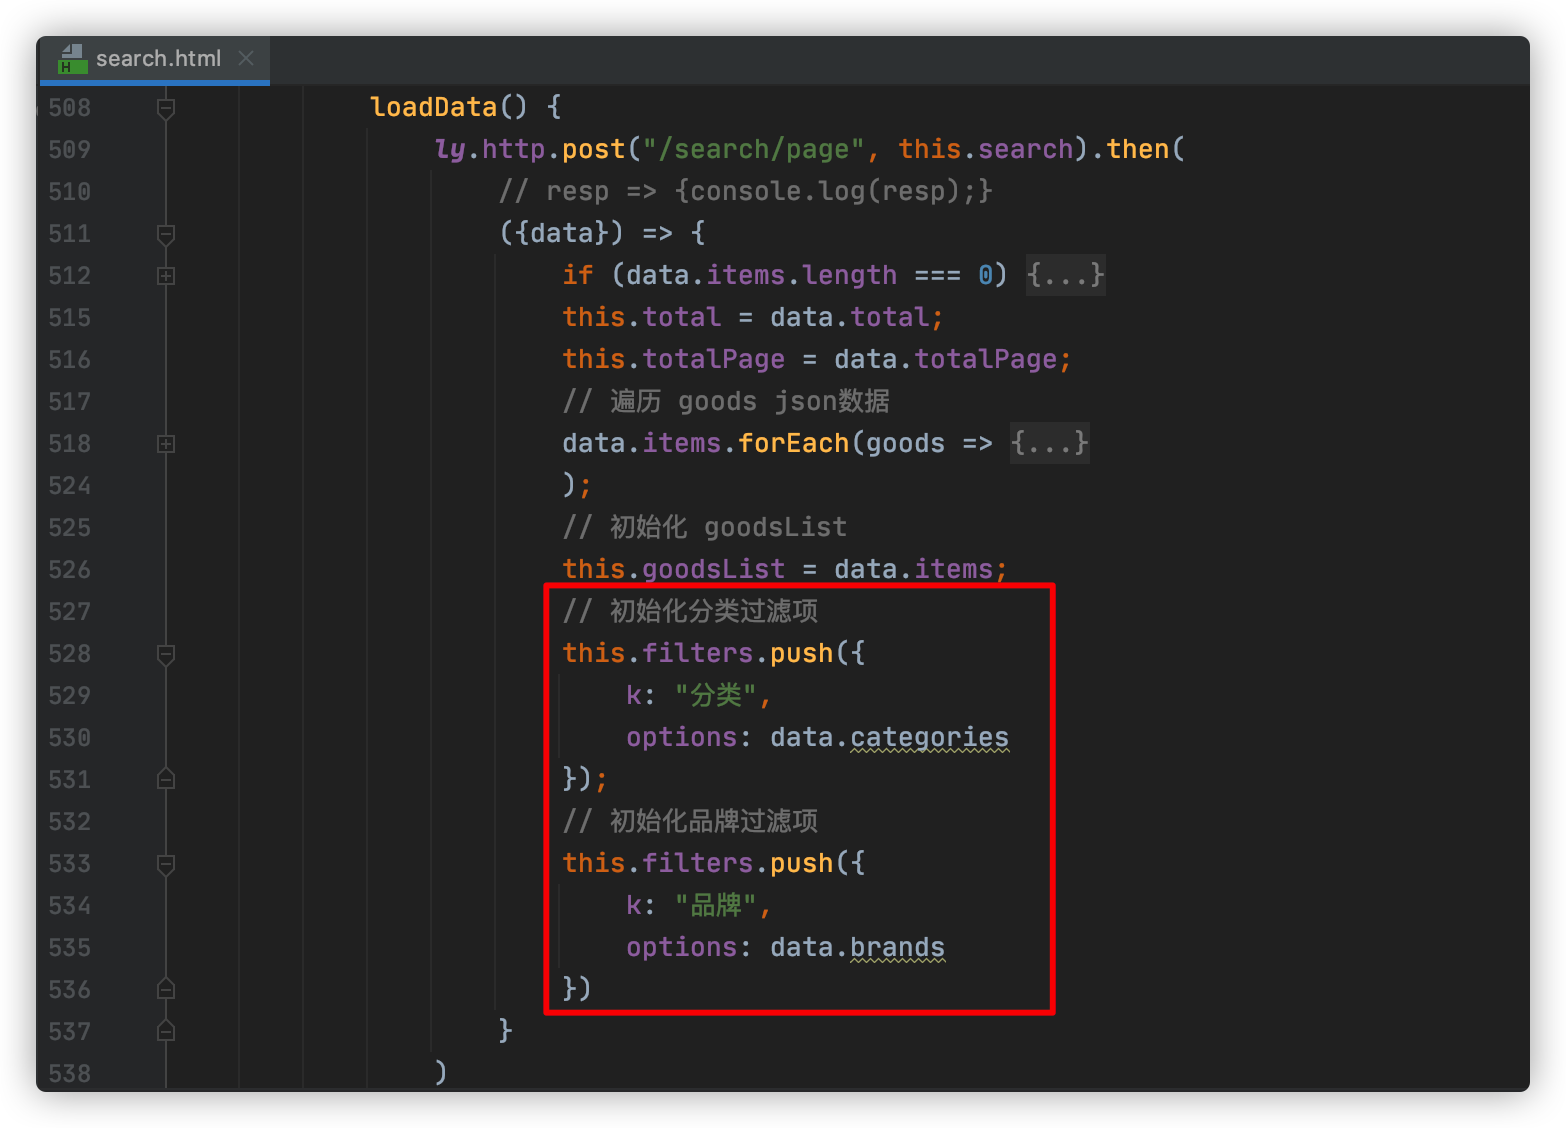 search.html
508 loadData() {
509 ly.http.post("/search/page", this.search).then(
510 // resp => {console.log(resp);}
511 ({data}) => {
512 if (data.items.length === 0) {...}
515 this.total = data.total;
516 this.totalPage = data.totalPage;
517 // 遍历 goods json数据
518 data.items.forEach(goods => {...}
524 );
525 // 初始化 goodsList
526 this.goodsList = data.items;
527 // 初始化分类过滤项
528 this.filters.push({
529 k: "分类",
530 options: data.categories
531 });
532 // 初始化品牌过滤项
533 this.filters.push({
534 k: "品牌",
535 options: data.brands
536 })
537 }
538 )